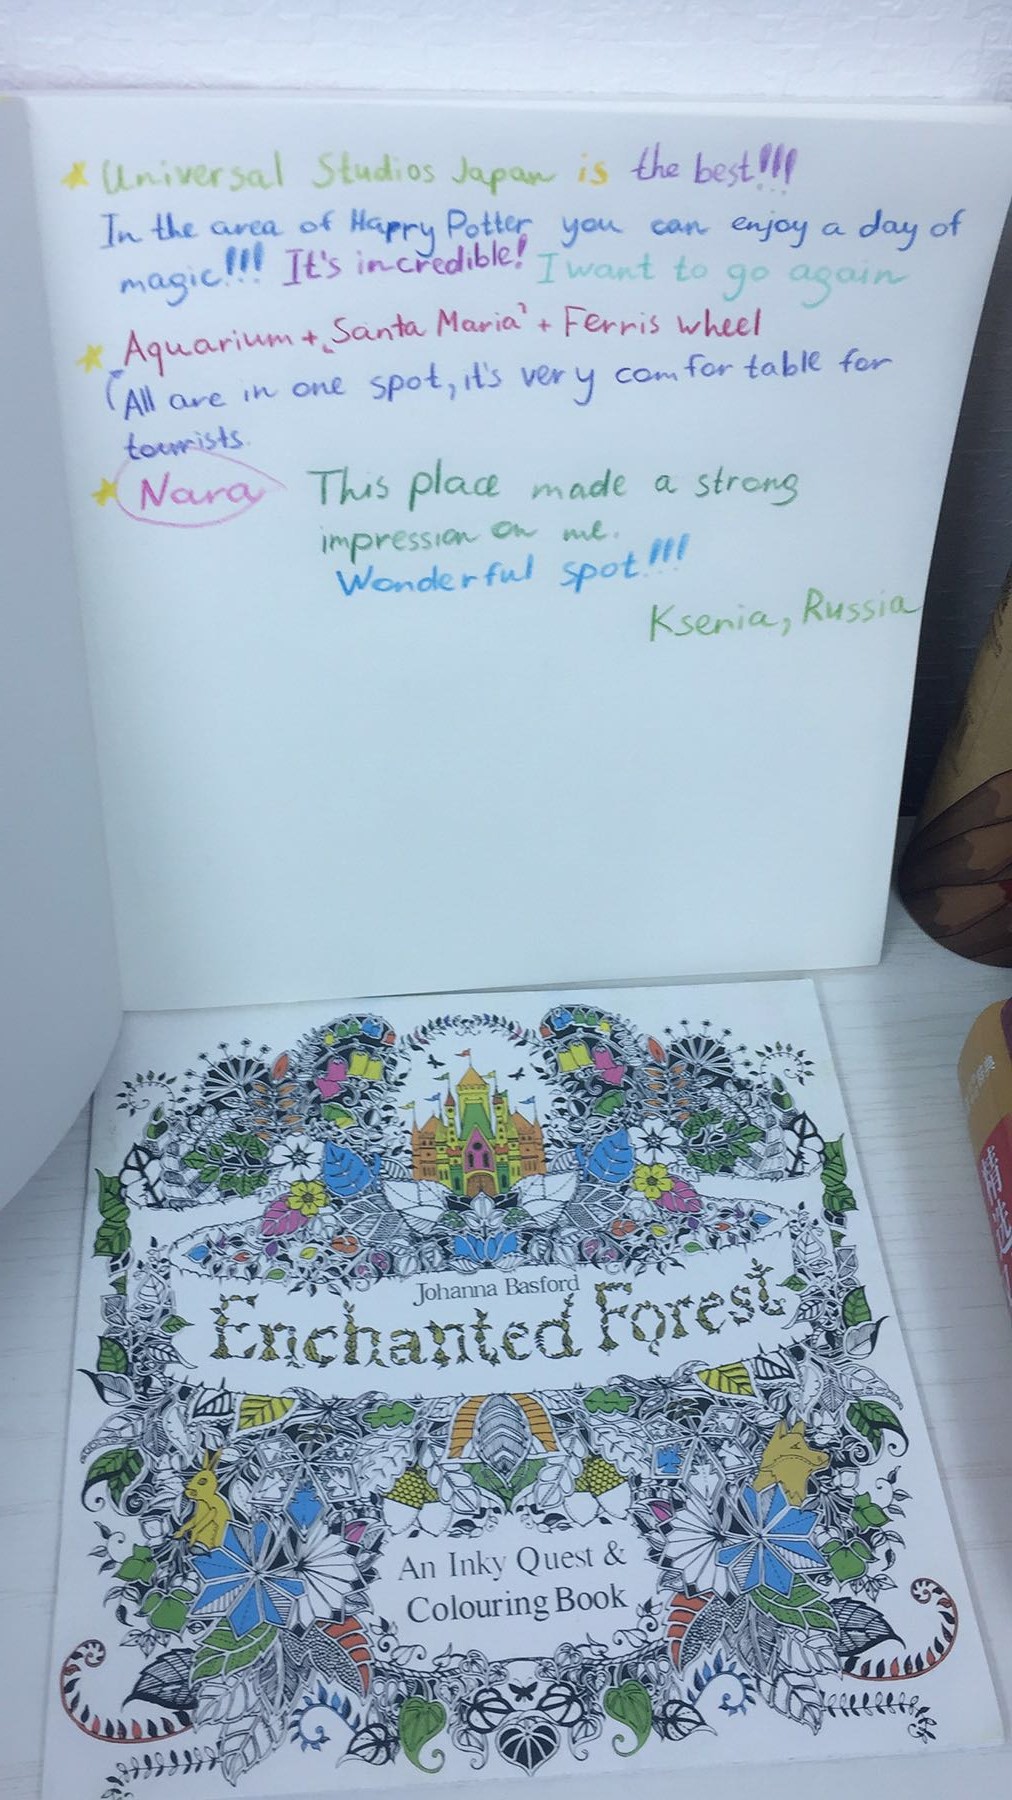 Universal Studios Japan is the best!!!
In the area of Happy Potter you can enjoy a day of
magic!!! It's incredible! I want to go again
Aquarium + „Santa Maria" + Ferris wheel
(All are in one spot, it's very comfortable for
tourists.
Nara This place made a strong
impression on me.
Wonderful spot!!!
Ksenia, Russia
Johanna Basford
Enchanted Forest
An Inky Quest &
Colouring Book
精选